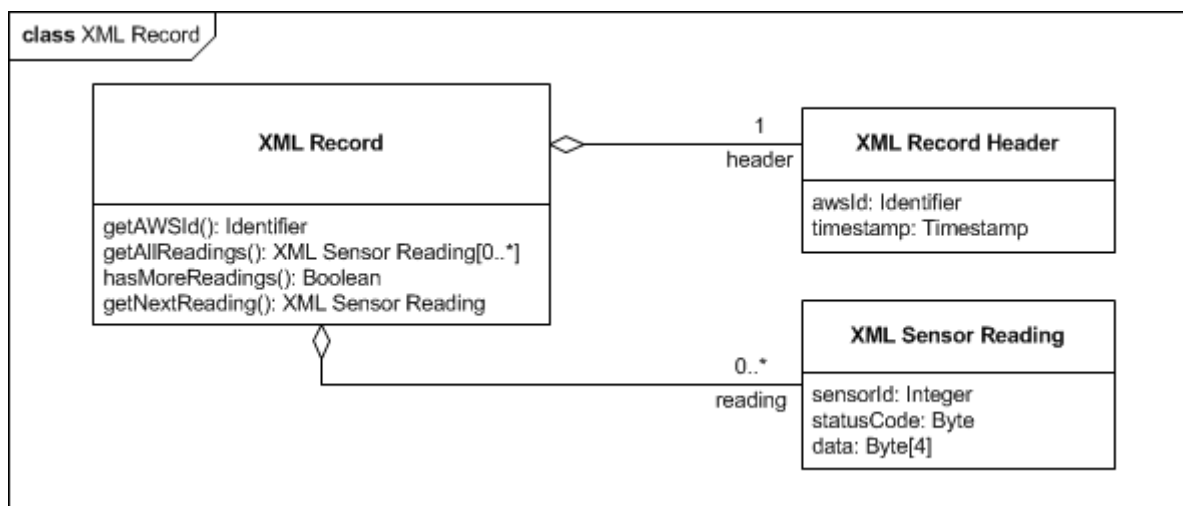 class XML Record
XML Record
getAWSId(): Identifier
getAllReadings(): XML Sensor Reading[0..*]
hasMoreReadings(): Boolean
getNextReading(): XML Sensor Reading
1
header
XML Record Header
awsId: Identifier
timestamp: Timestamp
0..*
reading
XML Sensor Reading
sensorId: Integer
statusCode: Byte
data: Byte[4]